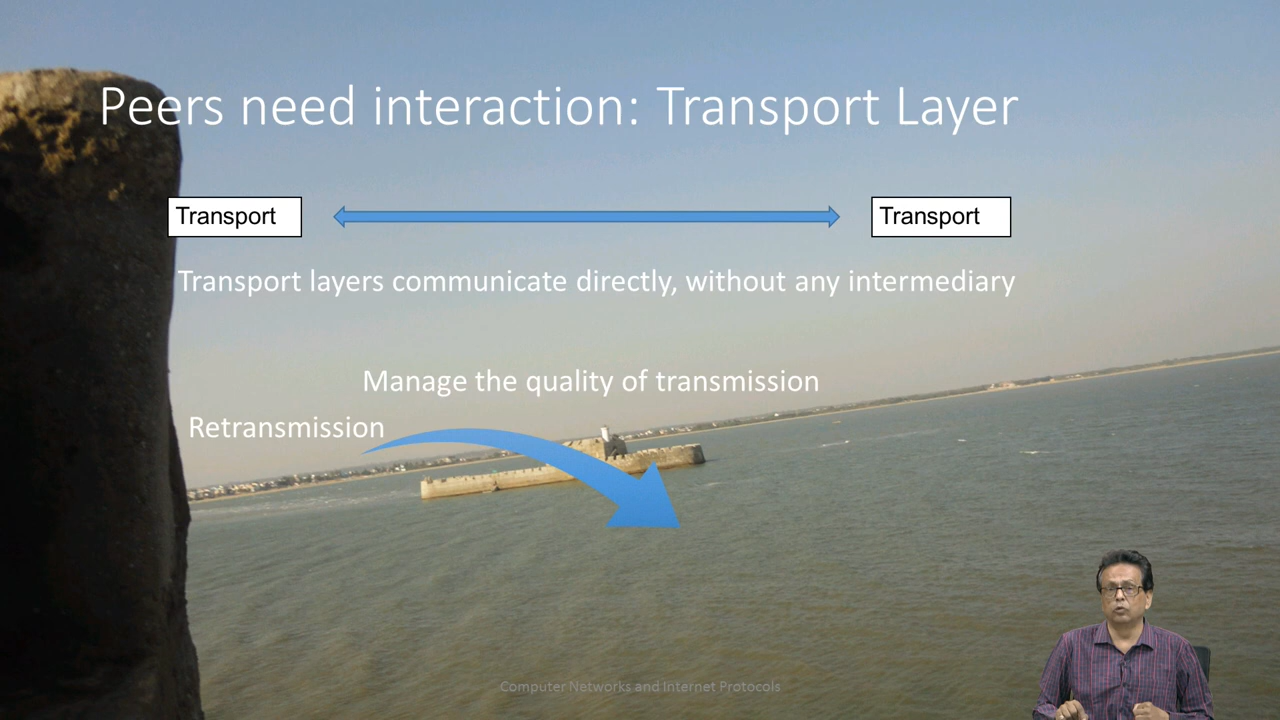 Peers need interaction: Transport Layer
Transport
Transport
Transport layers communicate directly, without any intermediary
Manage the quality of transmission
Retransmission
Computer Networks and Internet Protocols